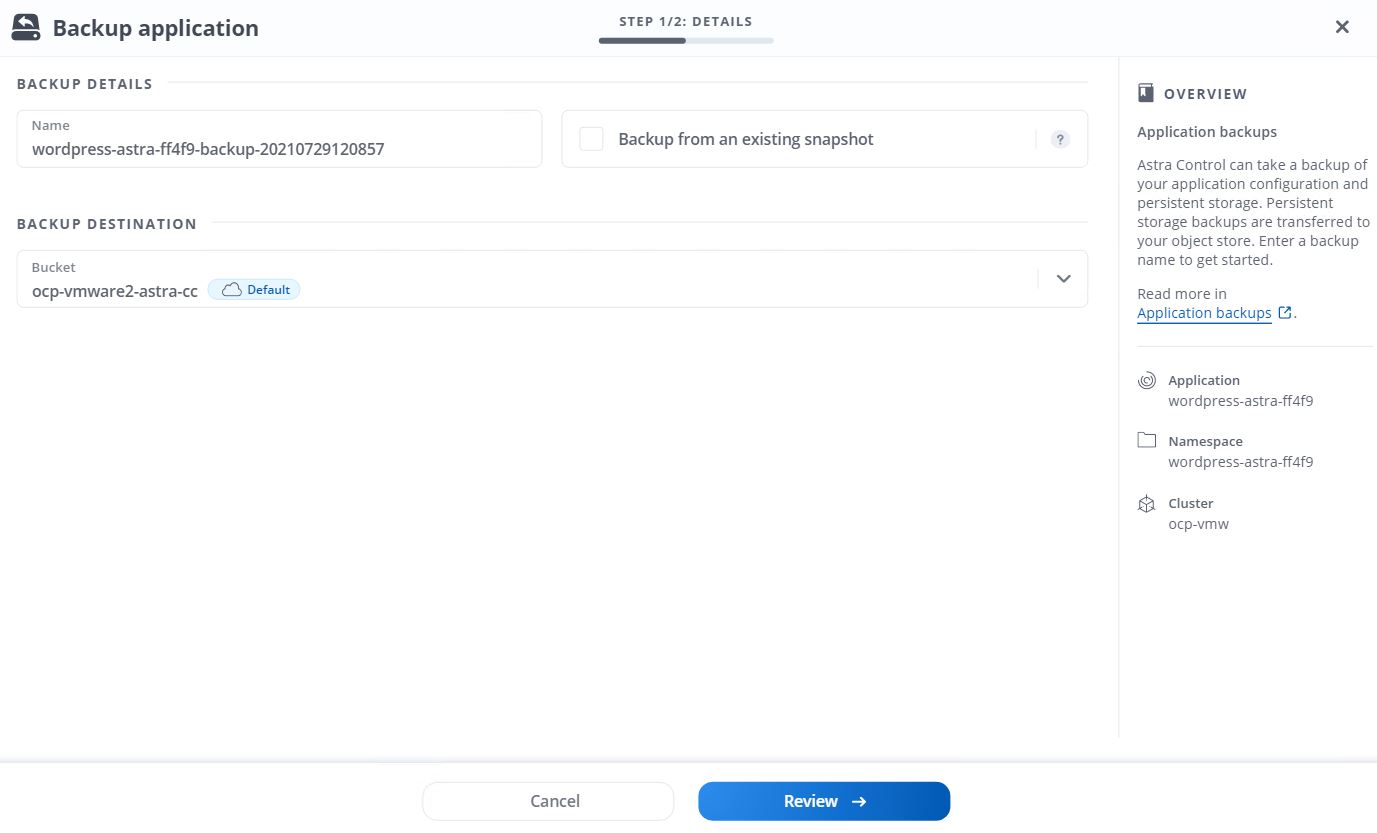 Backup application
STEP 1/2: DETAILS
BACKUP DETAILS
Name
wordpress-astra-ff4f9-backup-20210729120857
Backup from an existing snapshot
?
BACKUP DESTINATION
Bucket
ocp-vmware2-astra-cc Default
OVERVIEW
Application backups
Astra Control can take a backup of
your application configuration and
persistent storage. Persistent
storage backups are transferred to
your object store. Enter a backup
name to get started.
Read more in
Application backups .
Application
wordpress-astra-ff4f9
Namespace
wordpress-astra-ff4f9
Cluster
ocp-vmw
Cancel
Review →